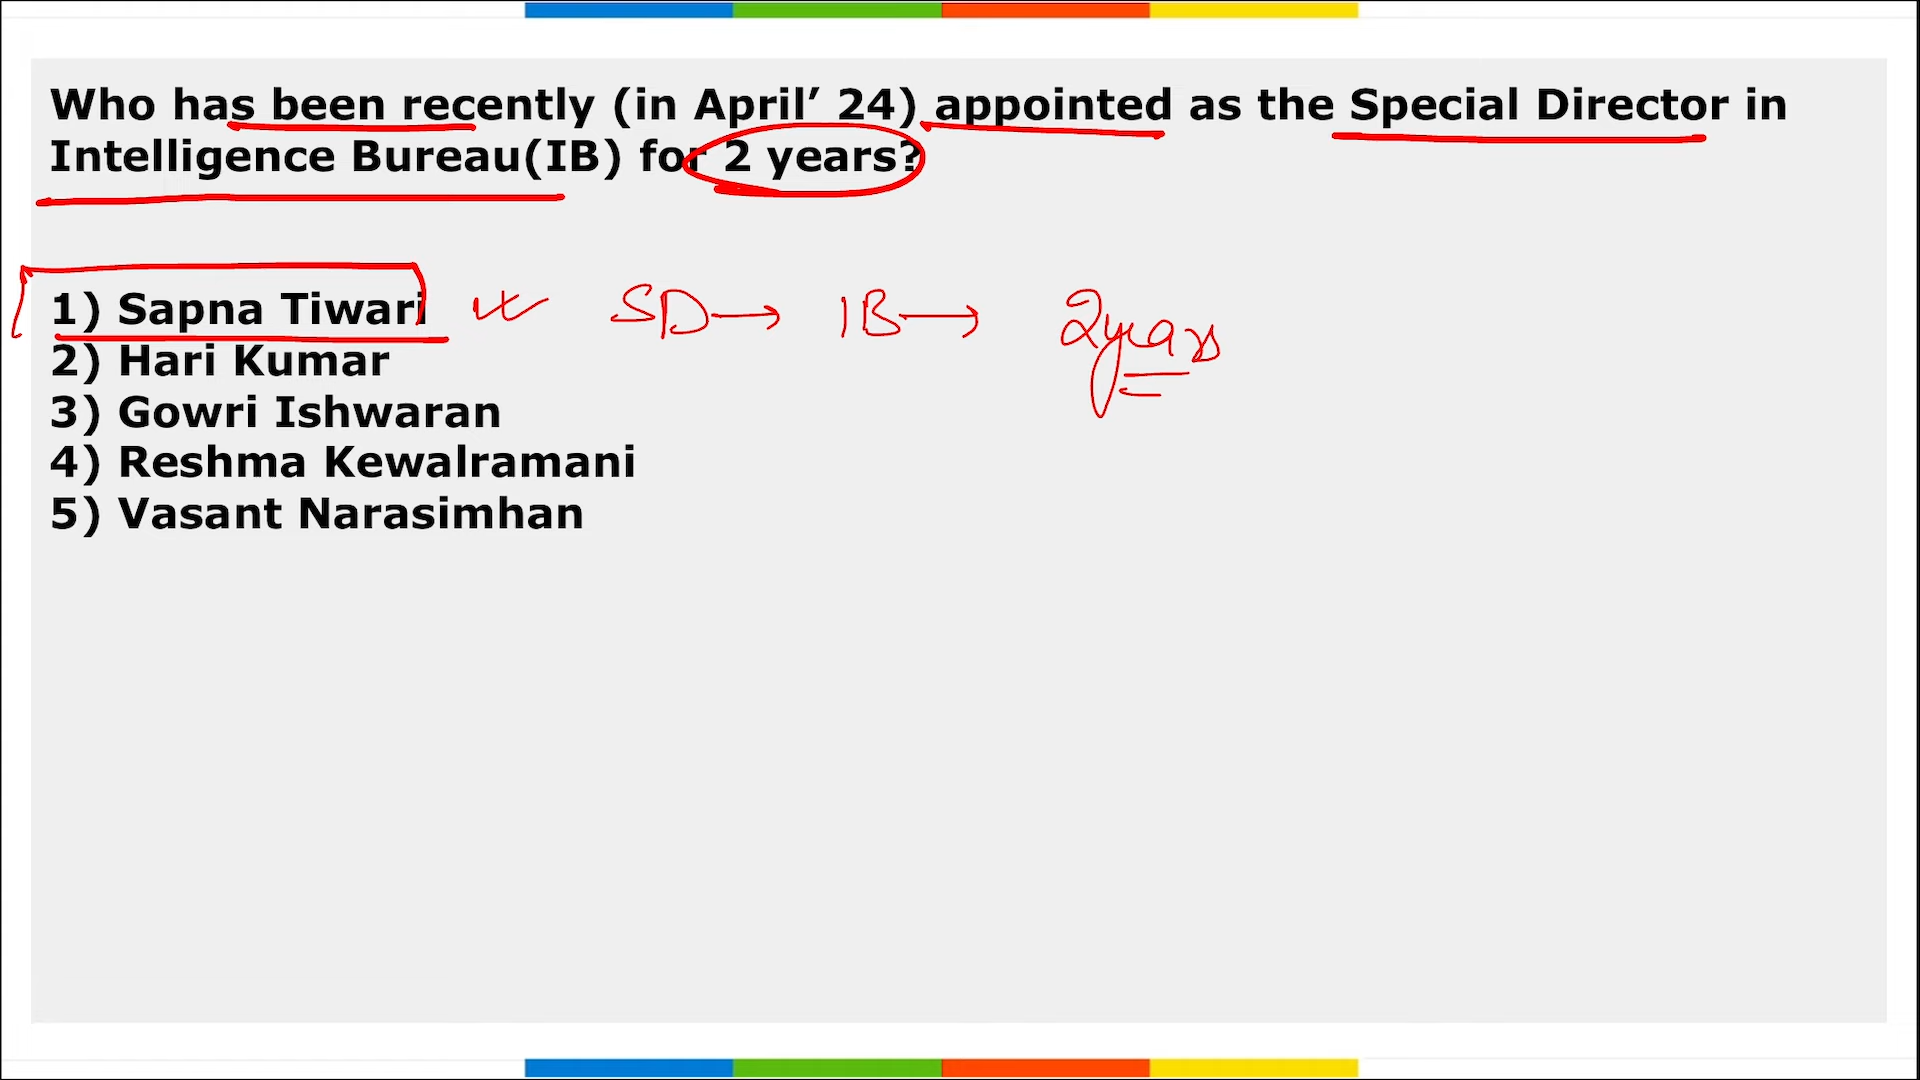 Who has been recently (in April’ 24) appointed as the Special Director in
Intelligence Bureau(IB) for 2 years?
1) Sapna Tiwari SD→ IB→ 2years
2) Hari Kumar
3) Gowri Ishwaran
4) Reshma Kewalramani
5) Vasant Narasimhan